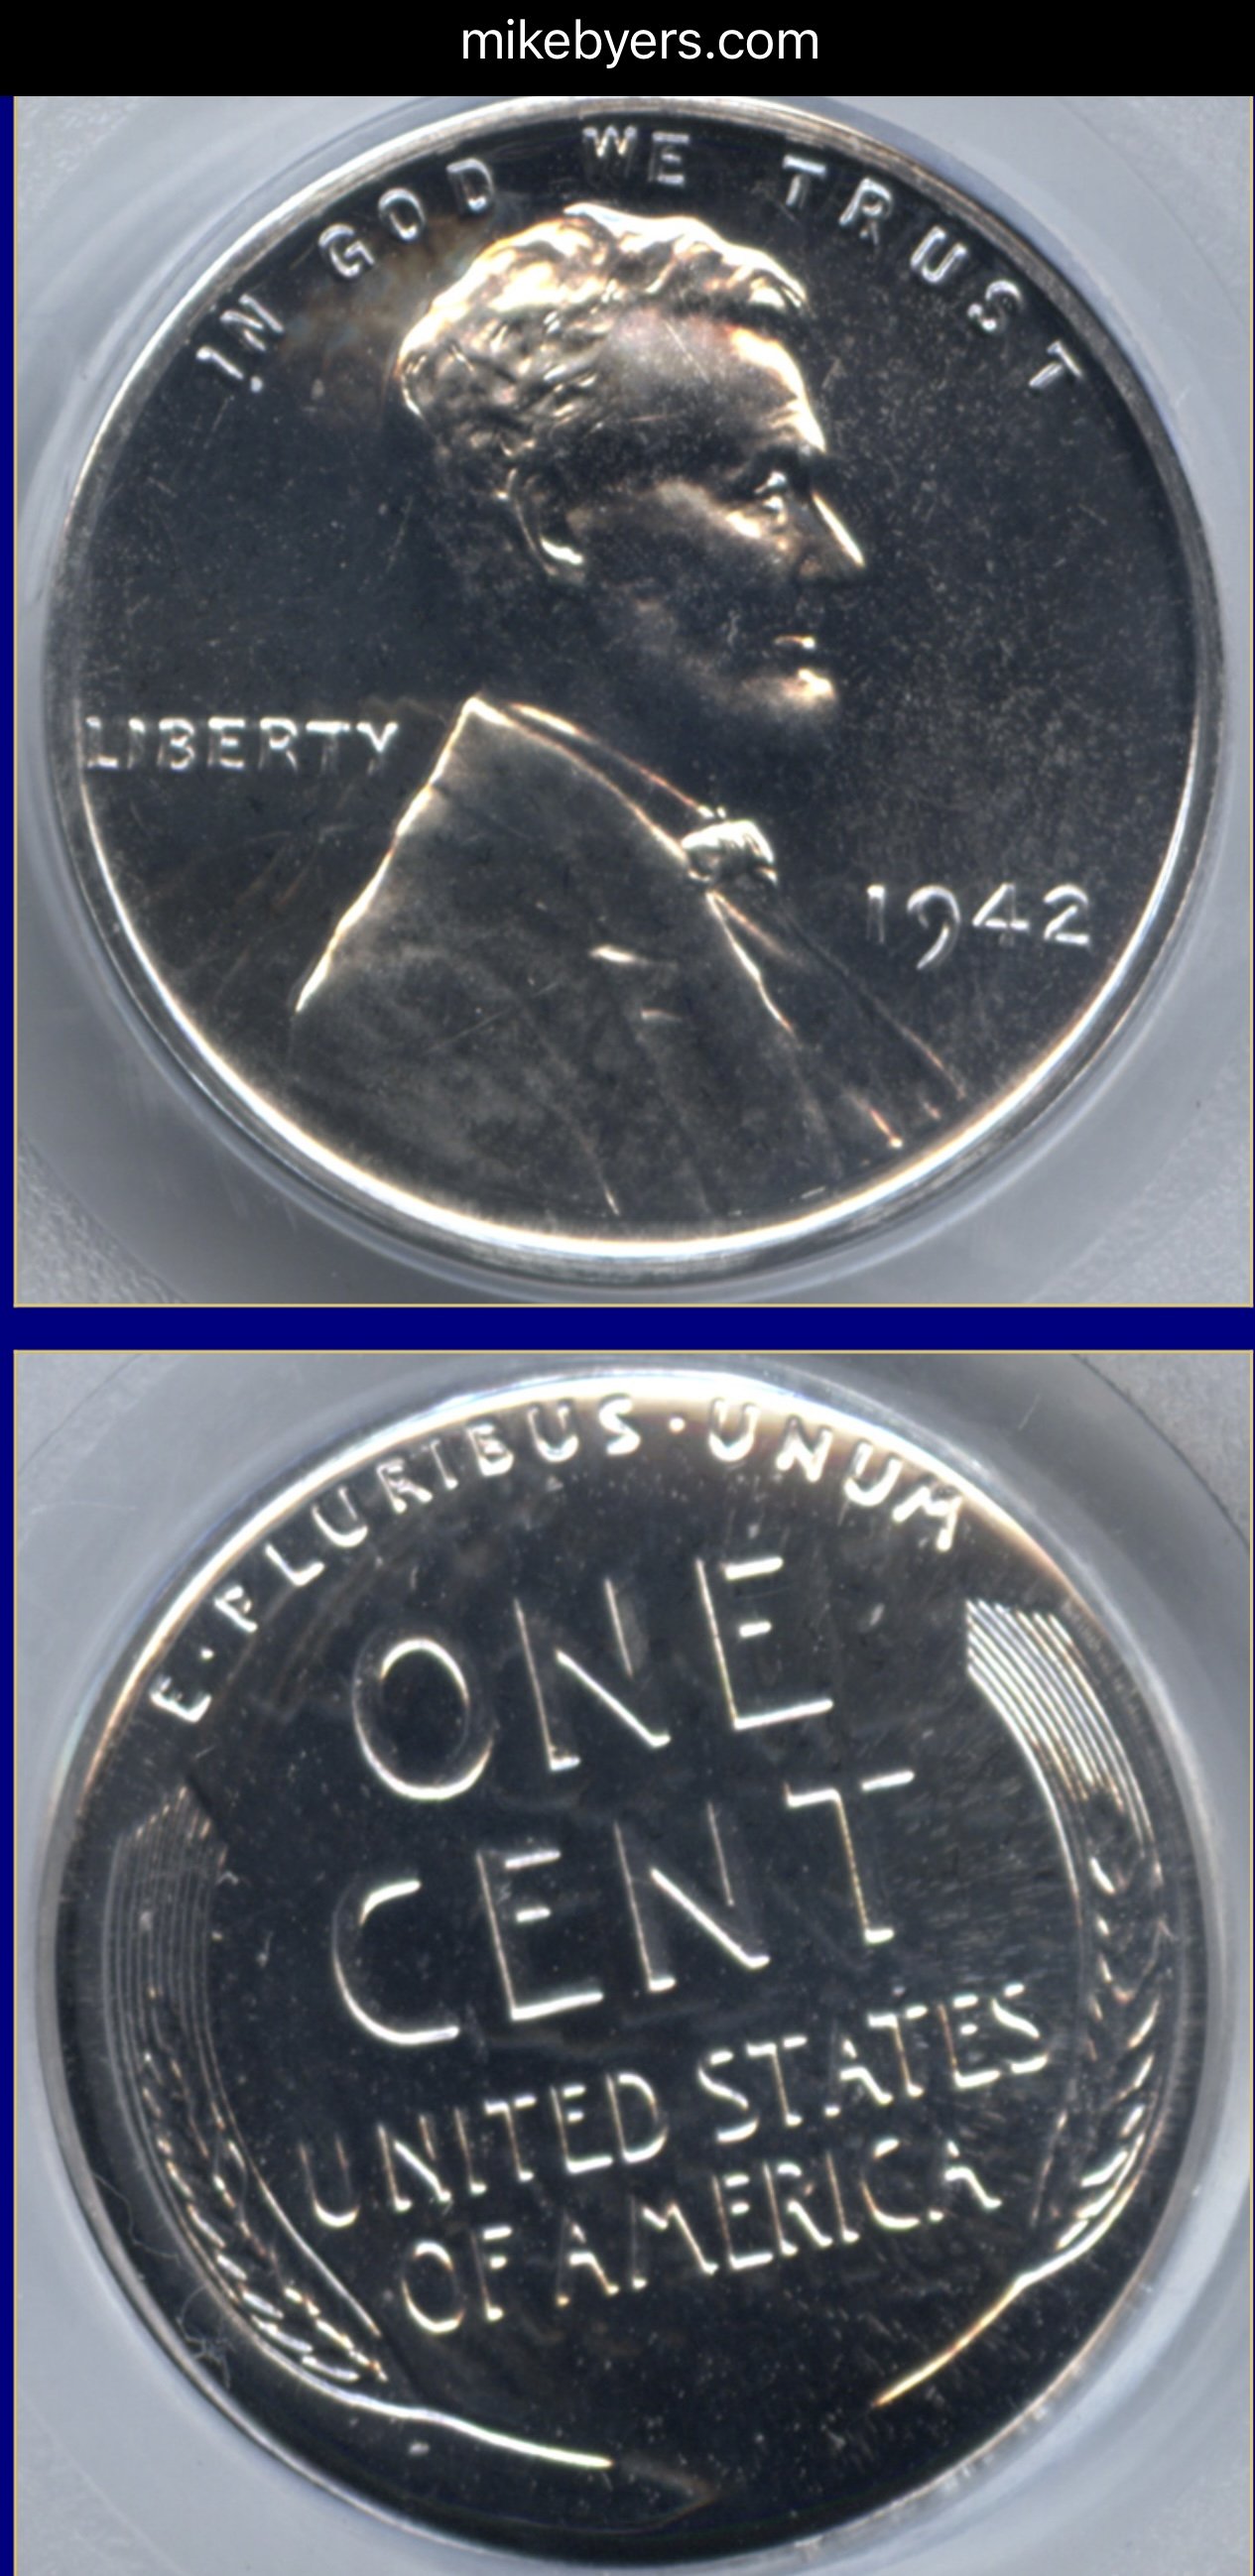 mikebyers.com
IN GOD WE TRUST
LIBERTY
1942
E·PLURIBUS·UNUM
ONE
CENT
UNITED STATES
OF AMERICA